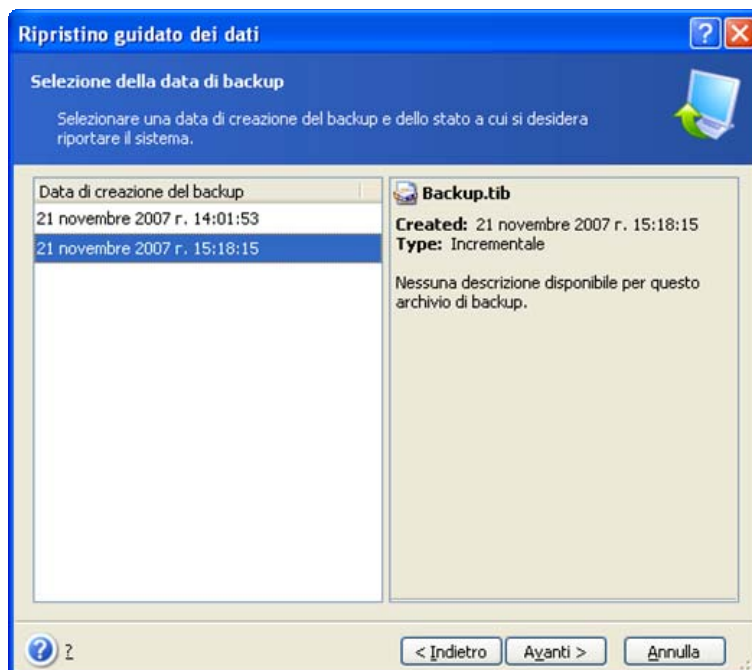 Ripristino guidato dei dati
Selezione della data di backup
Selezionare una data di creazione del backup e dello stato a cui si desidera
riportare il sistema.
Data di creazione del backup
21 novembre 2007 r. 14:01:53
21 novembre 2007 r. 15:18:15
Backup.tib
Created: 21 novembre 2007 r. 15:18:15
Type: Incrementale
Nessuna descrizione disponibile per questo
archivio di backup.
?
< Indietro
Avanti >
Annulla